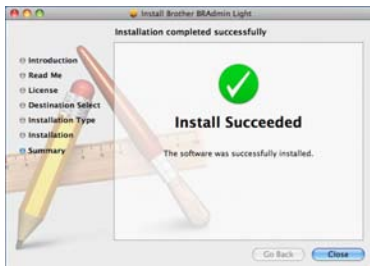 Install Brother BRAdmin Light
Installation completed successfully
Introduction
Read Me
License
Destination Select
Installation Type
Installation
Summary
Install Succeeded
The software was successfully installed.
Go Back
Close